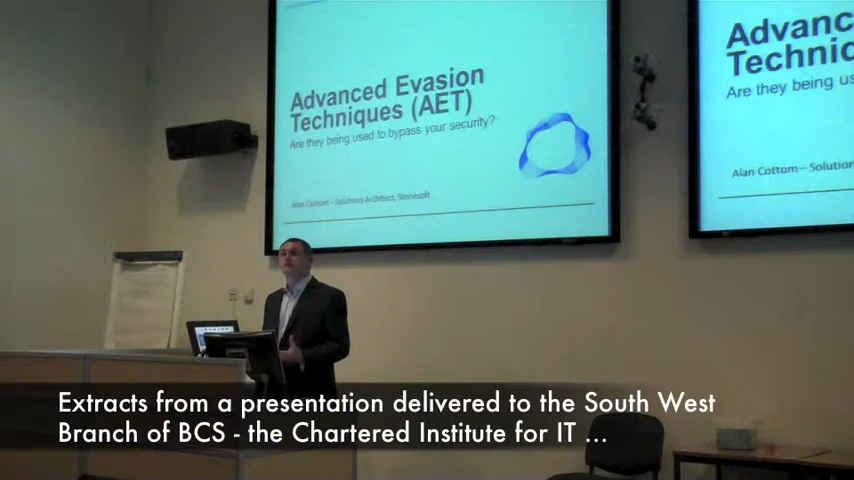 Advanced Evasion
Techniques (AET)
Are they being used to bypass your security?
Alan Cottom – Solutions Architect, Stonesoft
Advanc
Techniq
Are they being us
Alan Cottom – Solution
Extracts from a presentation delivered to the South West
Branch of BCS - the Chartered Institute for IT ...